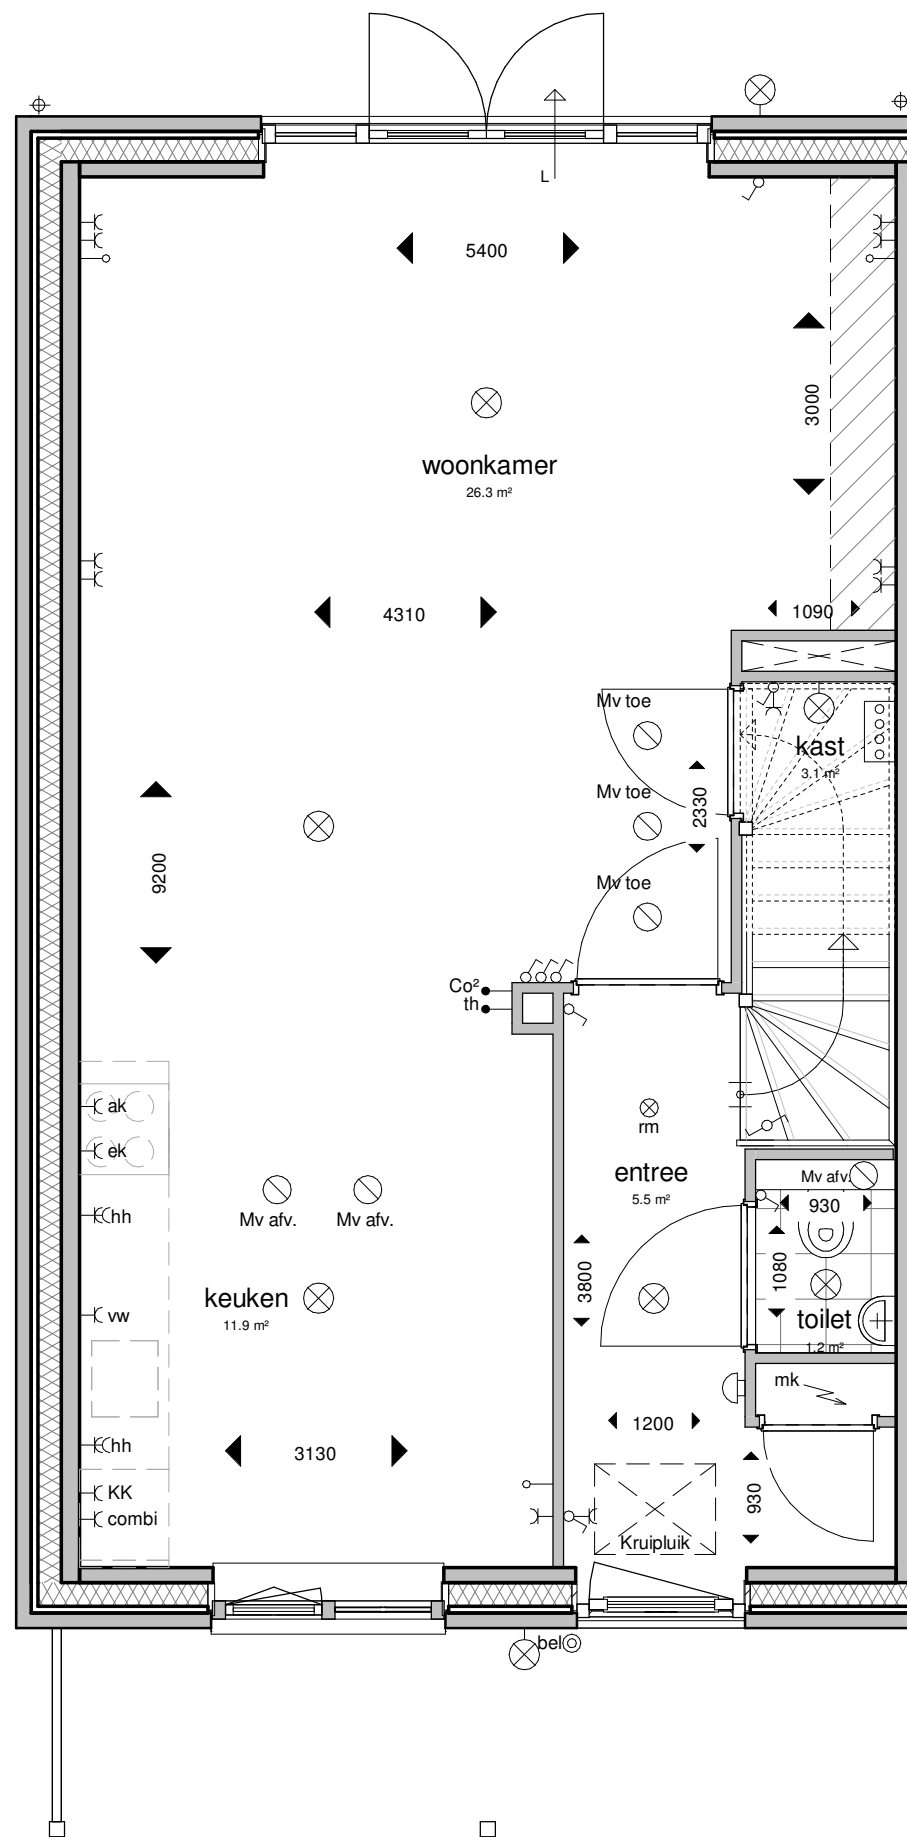 L
5400
3000
woonkamer
26.3 m²
4310
1090
Mv toe
kast
3.1 m²
Mv toe
2330
9200
Mv toe
Co²
th
ak
rm
ek
entree
5.5 m²
Mv afv.
930
hh
Mv afv.
Mv afv.
1080
3800
keuken
11.9 m²
vw
toilet
1.2 m²
mk
hh
3130
1200
KK
930
combi
Kruipluik
bel